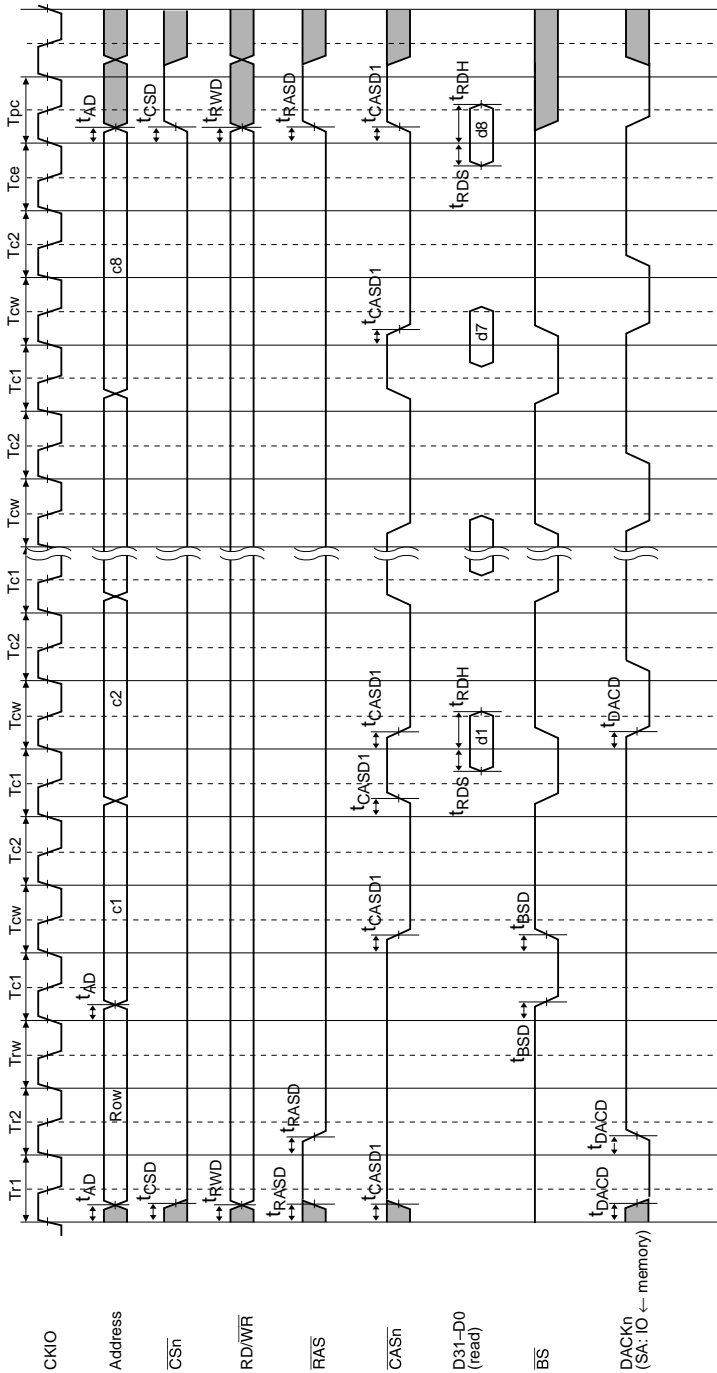 Tr1 Tr2 Trw Tc1 Tcw Tc2 Tc1 Tcw Tc2 Tc1 Tcw Tc2 Tc1 Tcw Tc2 Tce Tpc
CKIO
tAD tAD tAD
Address Row c1 c2 c8
tCSD tCSD
CSn
tRWD tRWD
RD/WR
tRASD tRASD tRASD
RAS
tCASD1 tCASD1 tCASD1 tCASD1 tCASD1 tCASD1
CASn
tRDS tRDH tRDS tRDH
D31–D0 d1 d7 d8
(read)
tBSD tBSD
BS
tDACD tDACD tDACD
DACKn
(SA: IO ← memory)